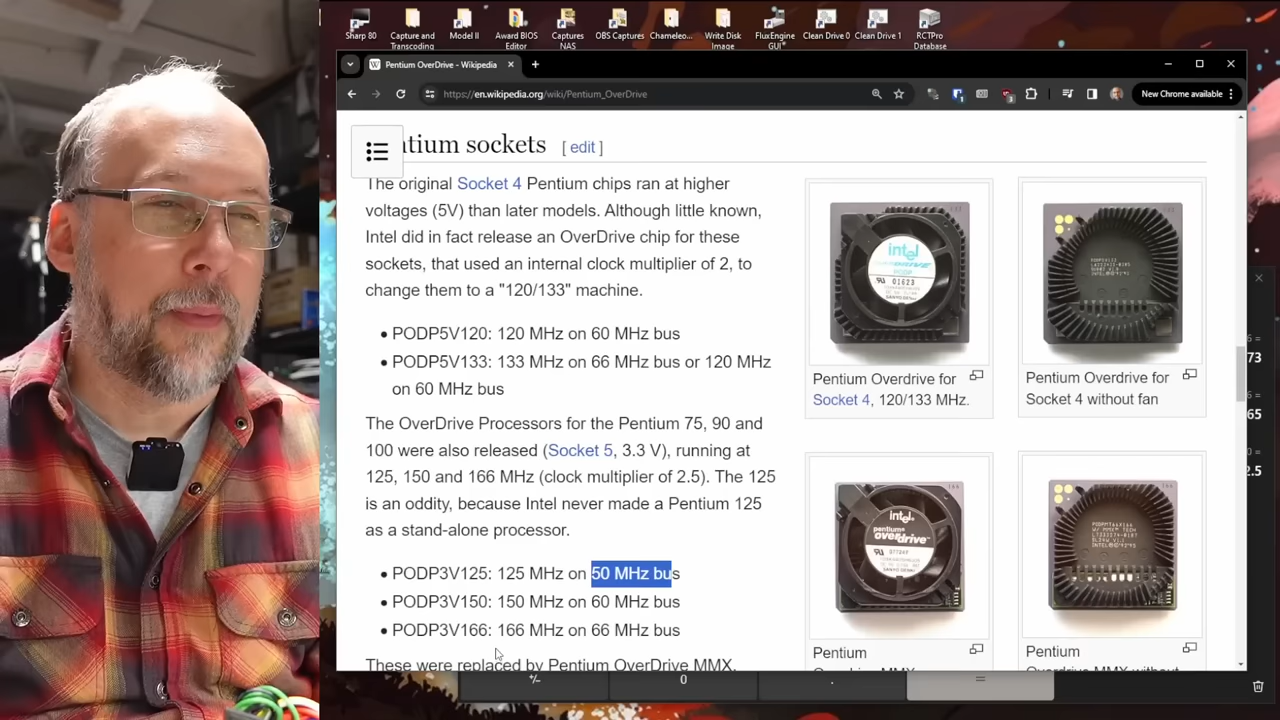 Sharp 80
Capture and Transcoding
Model II
Award BIOS Editor
Captures NAS
OBS Captures
Chameleo...
Write Disk Image
FluxEngine GUI
Clean Drive 0
Clean Drive 1
RCTPro Database
Pentium OverDrive - Wikipedia
https://en.wikipedia.org/wiki/Pentium_OverDrive
New Chrome available
ntium sockets [ edit ]
The original Socket 4 Pentium chips ran at higher
voltages (5V) than later models. Although little known,
Intel did in fact release an OverDrive chip for these
sockets, that used an internal clock multiplier of 2, to
change them to a "120/133" machine.
• PODP5V120: 120 MHz on 60 MHz bus
• PODP5V133: 133 MHz on 66 MHz bus or 120 MHz
on 60 MHz bus
The OverDrive Processors for the Pentium 75, 90 and
100 were also released (Socket 5, 3.3 V), running at
125, 150 and 166 MHz (clock multiplier of 2.5). The 125
is an oddity, because Intel never made a Pentium 125
as a stand-alone processor.
• PODP3V125: 125 MHz on 50 MHz bus
• PODP3V150: 150 MHz on 60 MHz bus
• PODP3V166: 166 MHz on 66 MHz bus
These were replaced by Pentium OverDrive MMX,
intel
01623
Pentium Overdrive for
Socket 4, 120/133 MHz.
Pentium Overdrive for
Socket 4 without fan
intel
pentium
overdrive
Pentium
Pentium
6 =
73
=
65
0 =
2.5
+/-
0
.
=